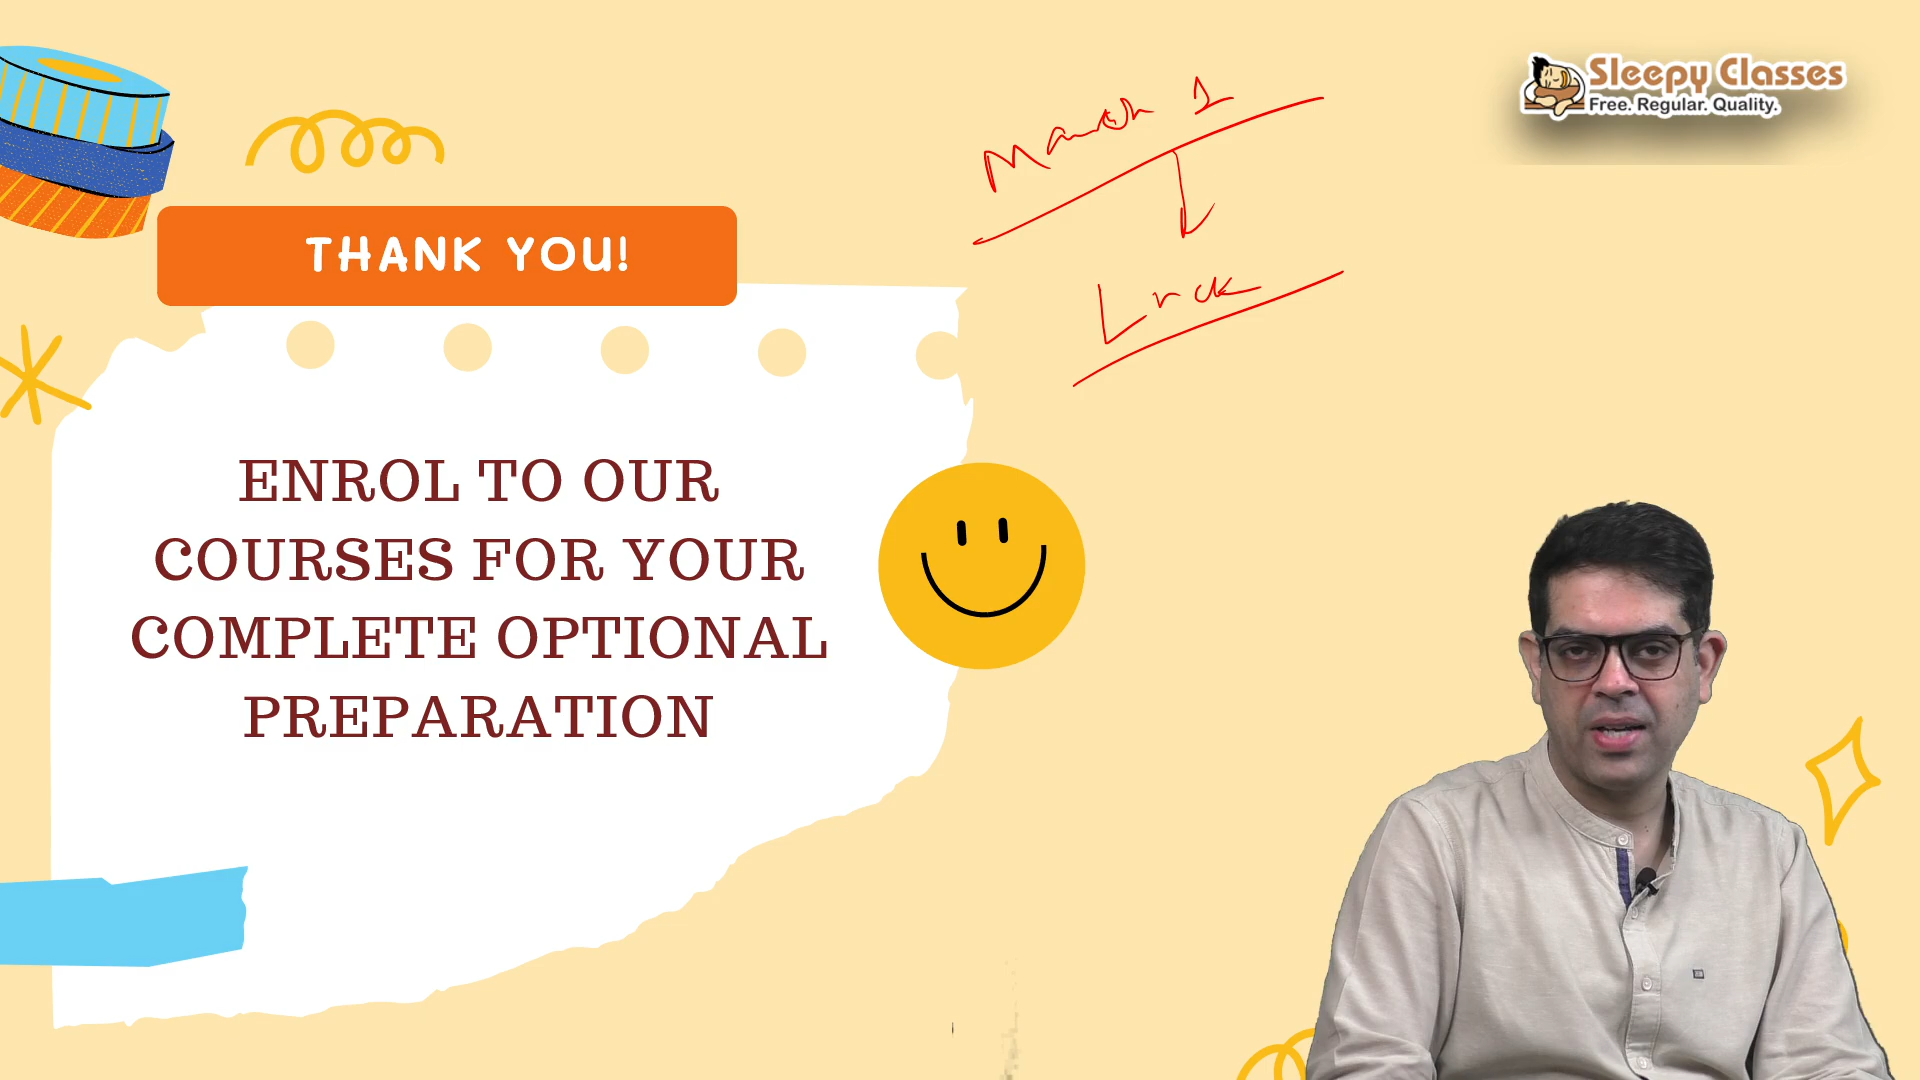 Sleepy Classes
Free. Regular. Quality.
March 1
THANK YOU!
ENROL TO OUR
COURSES FOR YOUR
COMPLETE OPTIONAL
PREPARATION